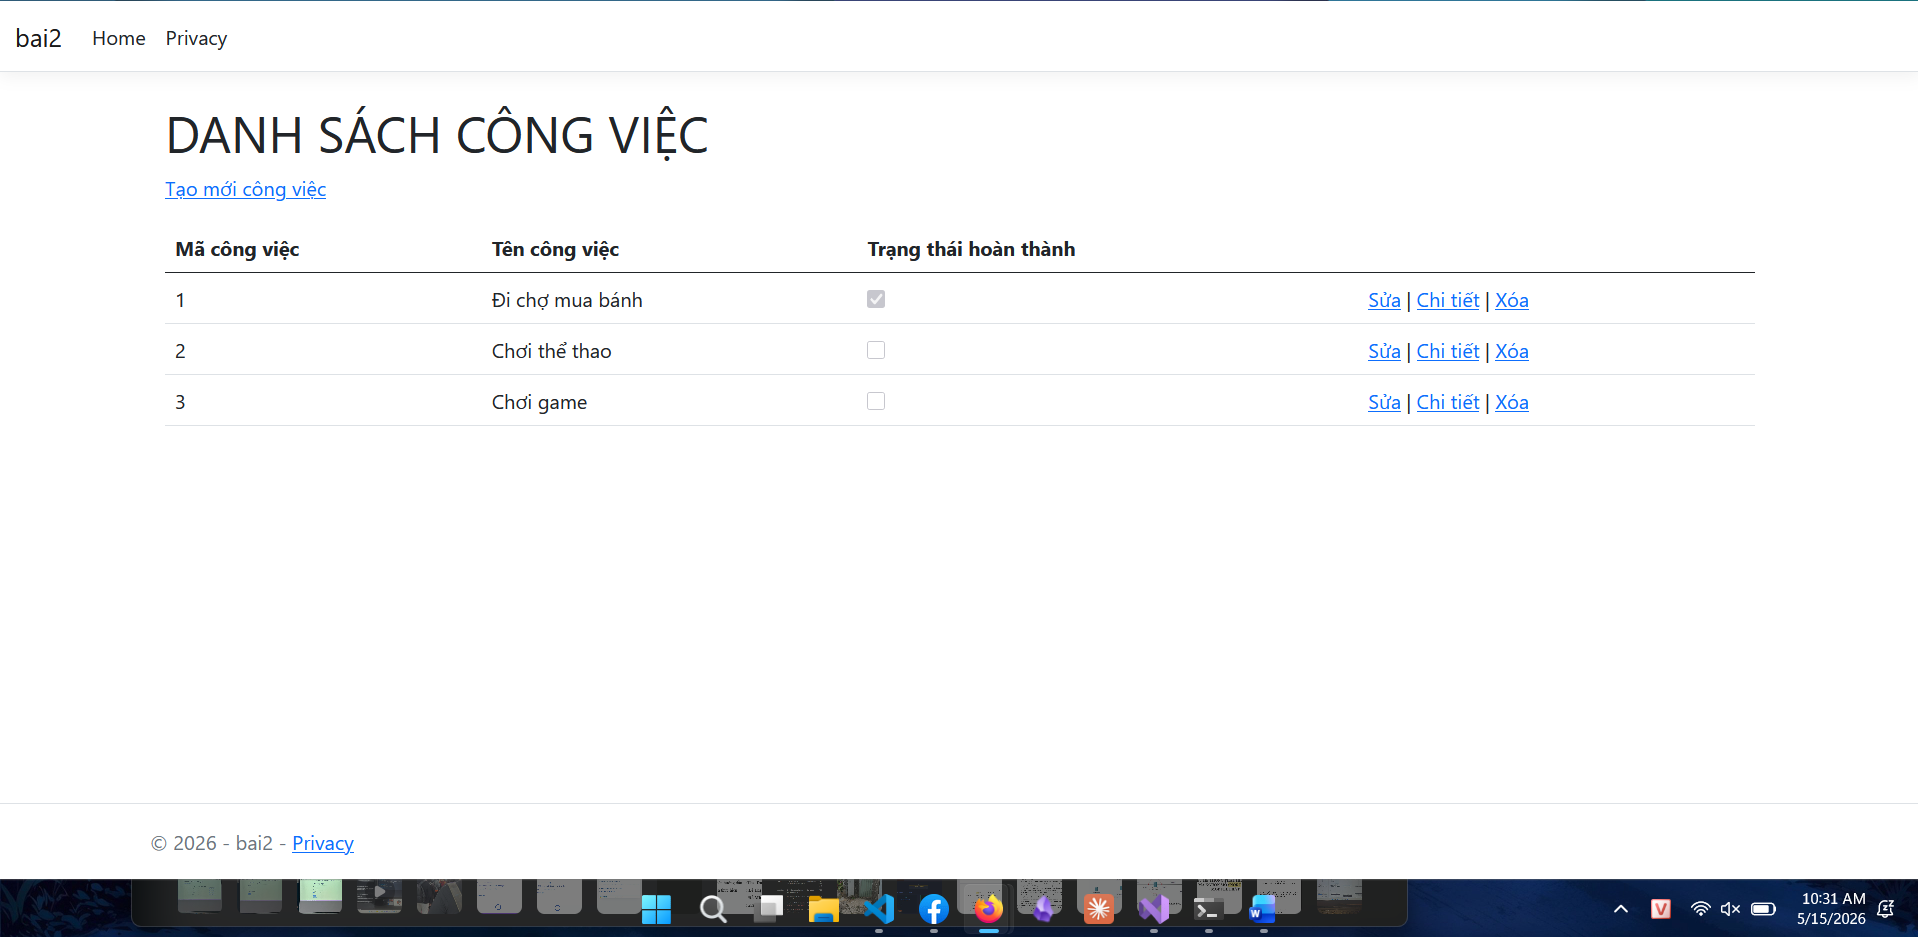 bai2 Home Privacy
DANH SÁCH CÔNG VIỆC
Tạo mới công việc
Mã công việc Tên công việc Trạng thái hoàn thành
1 Đi chợ mua bánh Sửa | Chi tiết | Xóa
2 Chơi thể thao Sửa | Chi tiết | Xóa
3 Chơi game Sửa | Chi tiết | Xóa
© 2026 - bai2 - Privacy
10:31 AM
5/15/2026